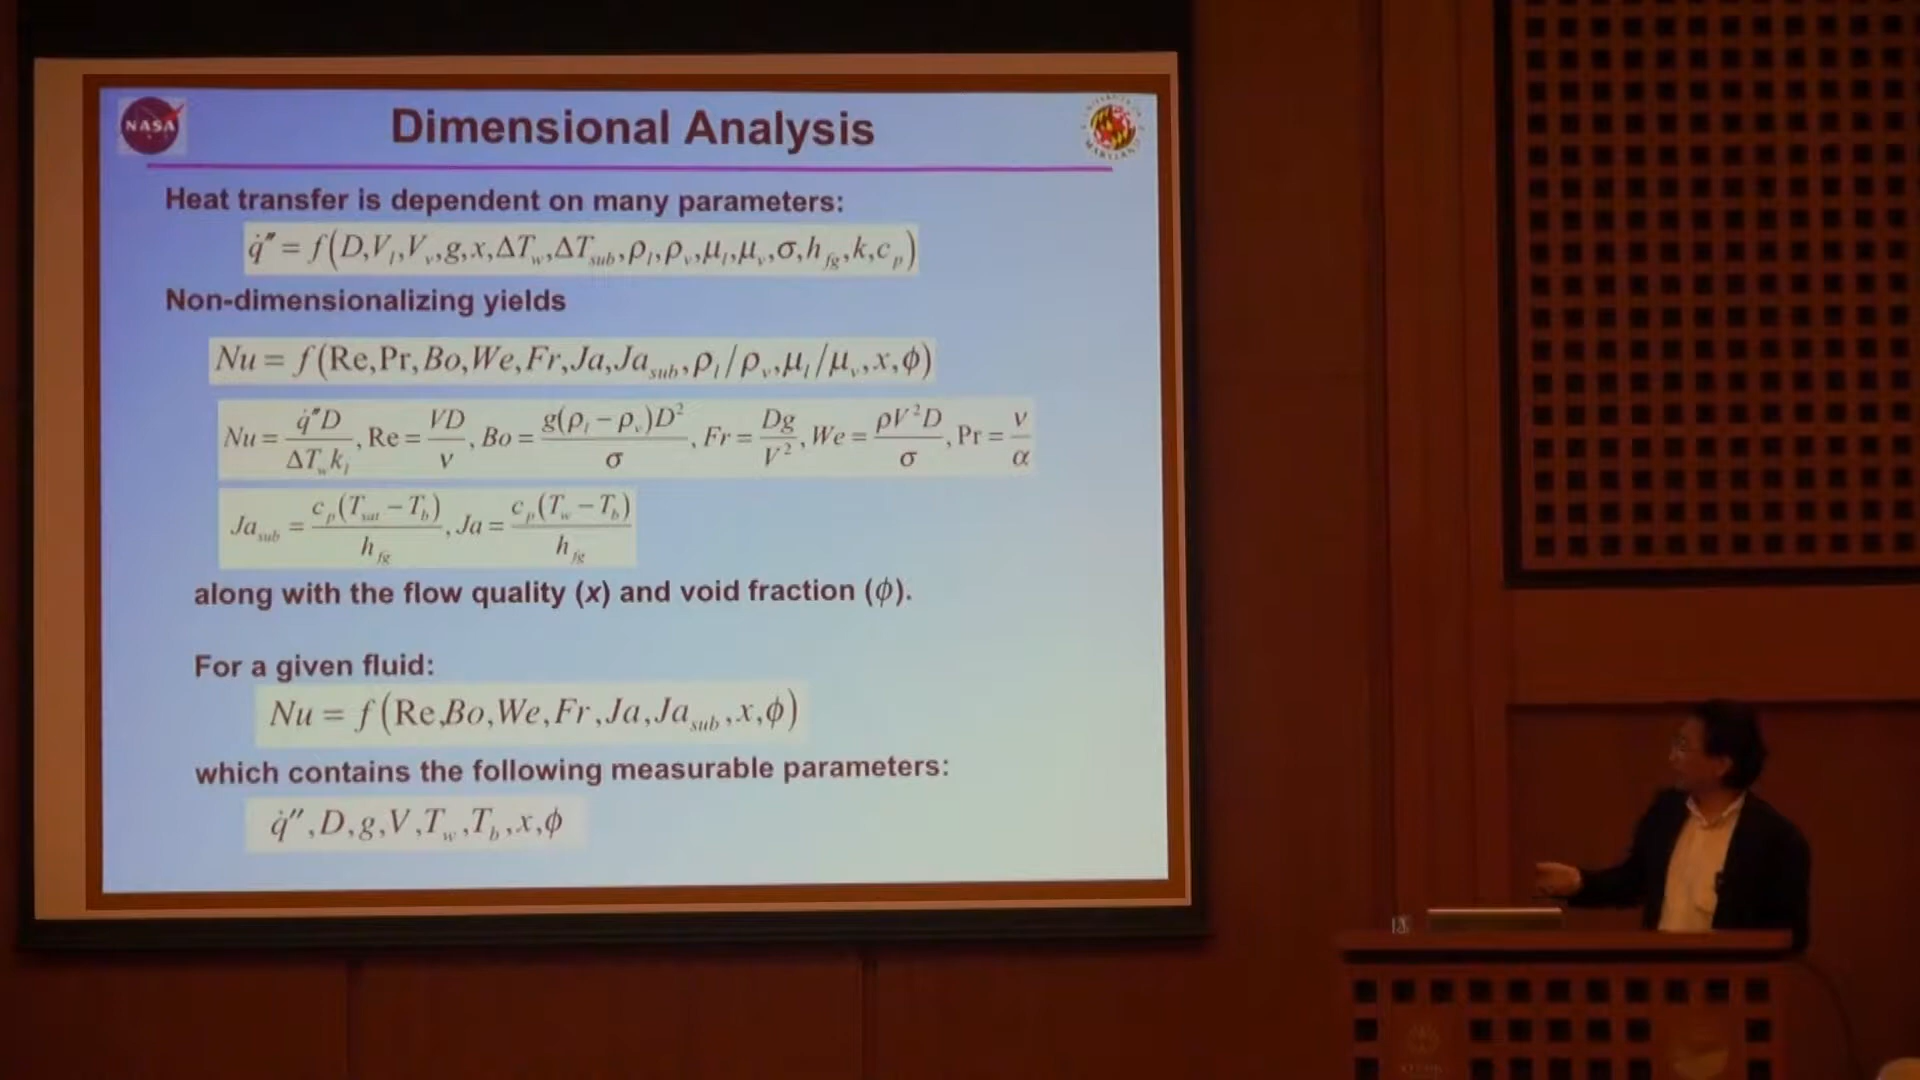 NASA
Dimensional Analysis
MARYLAND
Heat transfer is dependent on many parameters:
q̇″ = f(D,V_l,V_v,g,x,ΔT_w,ΔT_sub,ρ_l,ρ_v,μ_l,μ_v,σ,h_fg,k,c_p)
Non-dimensionalizing yields
Nu = f(Re,Pr,Bo,We,Fr,Ja,Ja_sub,ρ_l/ρ_v,μ_l/μ_v,x,ϕ)
Nu = q̇″D/ΔT_w k_l, Re = VD/ν, Bo = g(ρ_l − ρ_v)D²/σ, Fr = Dg/V², We = ρV²D/σ, Pr = ν/α
Ja_sub = c_p(T_sat − T_b)/h_fg, Ja = c_p(T_w − T_b)/h_fg
along with the flow quality (x) and void fraction (ϕ).
For a given fluid:
Nu = f(Re,Bo,We,Fr,Ja,Ja_sub,x,ϕ)
which contains the following measurable parameters:
q̇″,D,g,V,T_w,T_b,x,ϕ